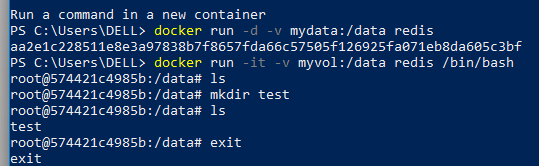 Run a command in a new container
PS C:\Users\DELL> docker run -d -v mydata:/data redis
aa2e1c228511e8e3a97838b7f8657fda66c57505f126925fa071eb8da605c3bf
PS C:\Users\DELL> docker run -it -v myvol:/data redis /bin/bash
root@574421c4985b:/data# ls
root@574421c4985b:/data# mkdir test
root@574421c4985b:/data# ls
test
root@574421c4985b:/data# exit
exit